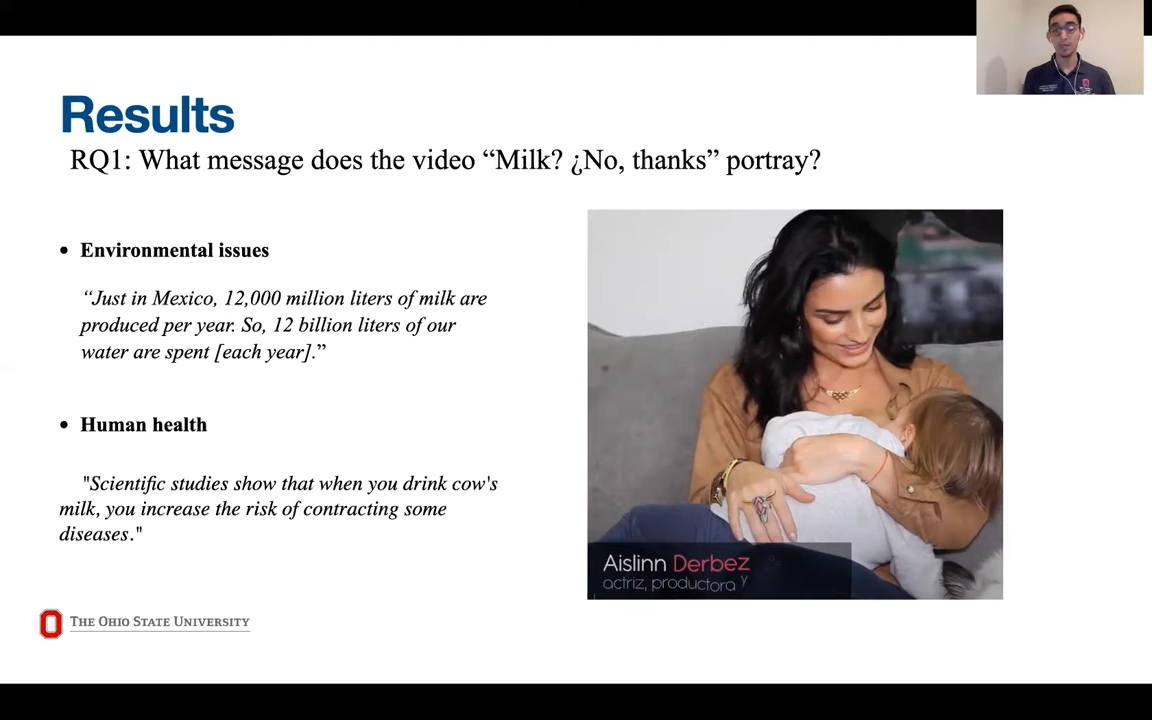 Results
RQ1: What message does the video “Milk? ¿No, thanks” portray?
• Environmental issues
“Just in Mexico, 12,000 million liters of milk are
produced per year. So, 12 billion liters of our
water are spent [each year].”
• Human health
"Scientific studies show that when you drink cow's
milk, you increase the risk of contracting some
diseases."
Aislinn Derbez
actriz, productora y
THE OHIO STATE UNIVERSITY